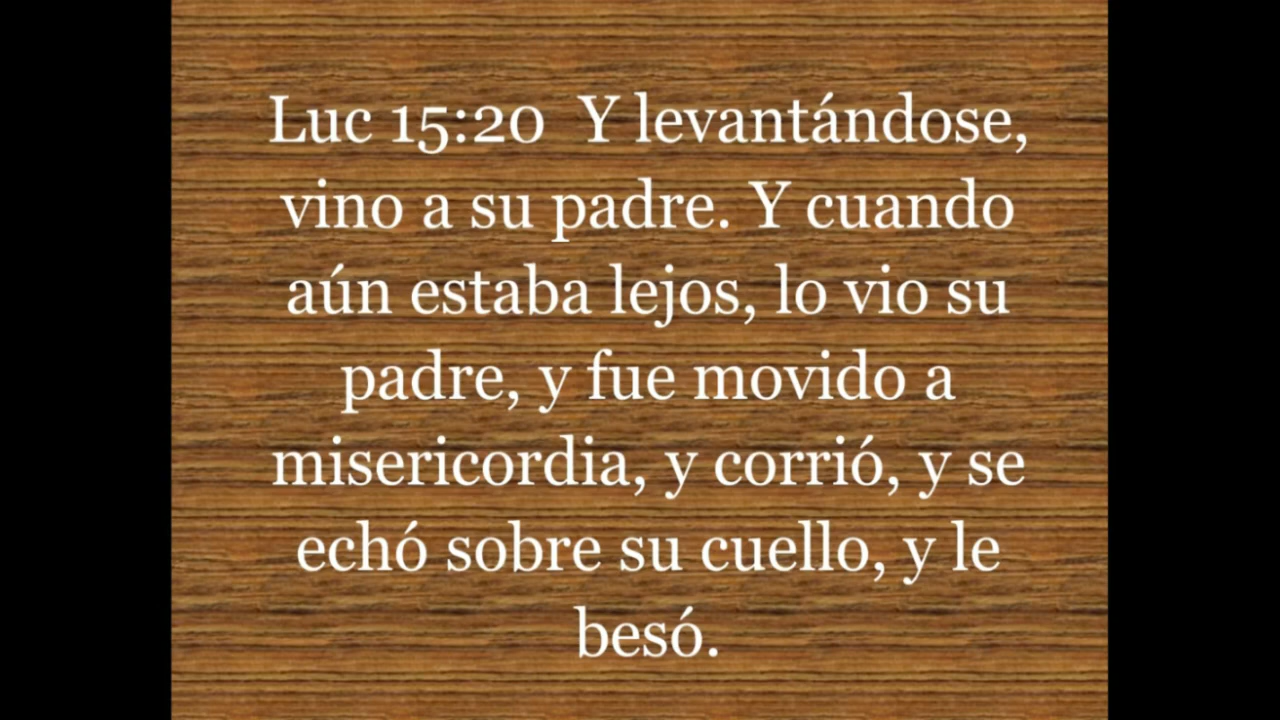 Luc 15:20  Y levantándose,
vino a su padre. Y cuando
aún estaba lejos, lo vio su
padre, y fue movido a
misericordia, y corrió, y se
echó sobre su cuello, y le
besó.